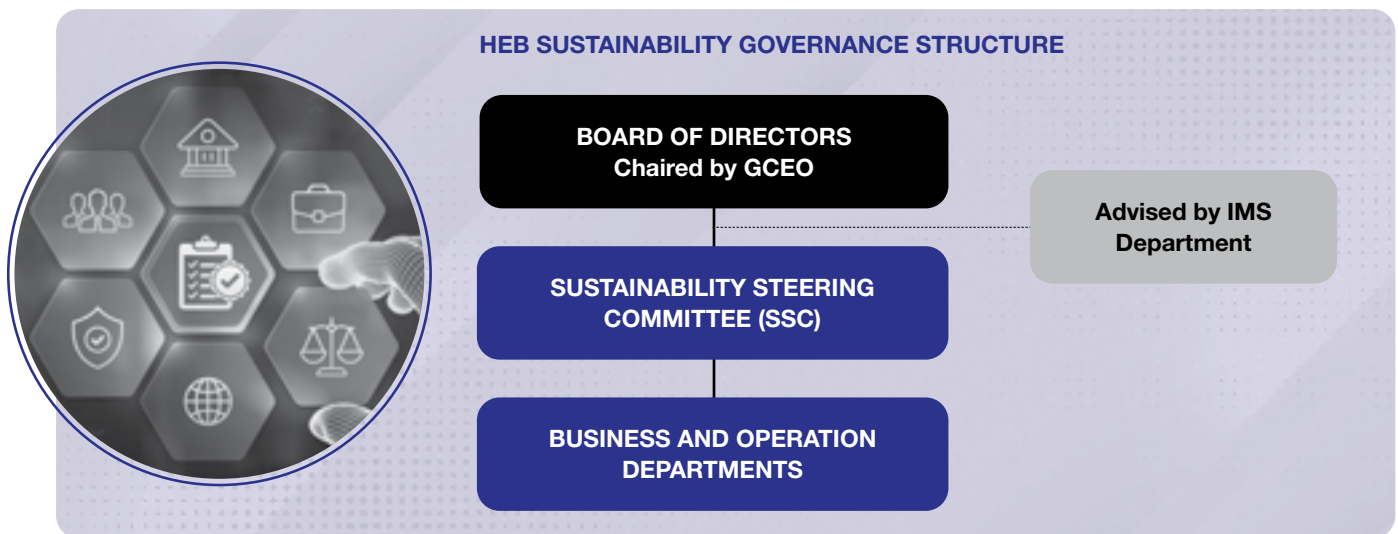 HEB SUSTAINABILITY GOVERNANCE STRUCTURE
BOARD OF DIRECTORS
Chaired by GCEO
Advised by IMS
Department
SUSTAINABILITY STEERING
COMMITTEE (SSC)
BUSINESS AND OPERATION
DEPARTMENTS